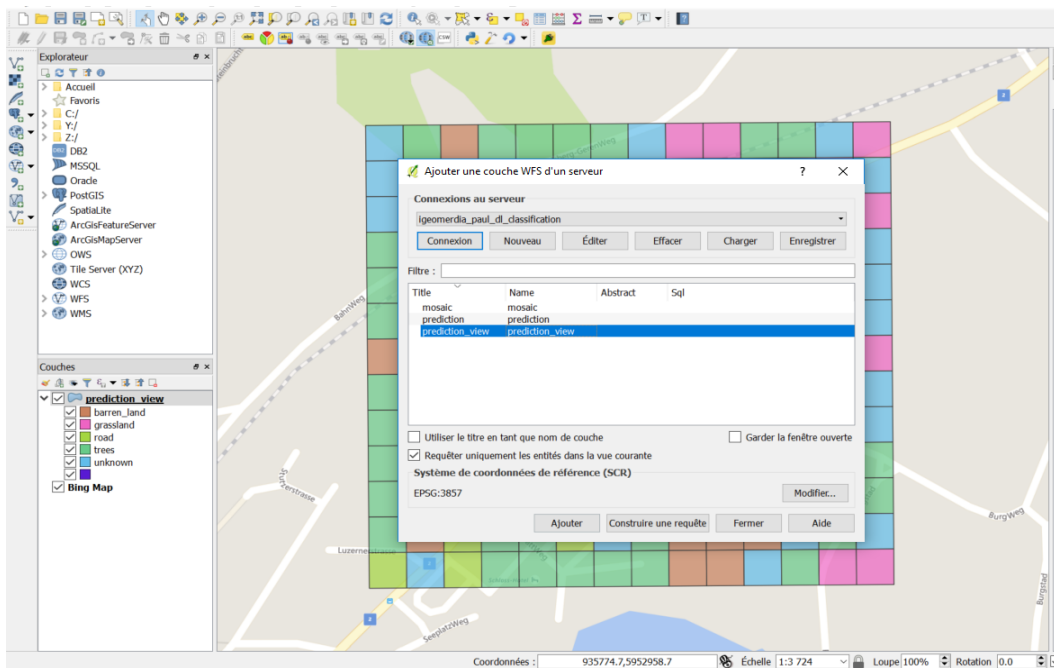 Explorateur
Accueil
Favoris
C:/
Y:/
Z:/
DB2
MSSQL
Oracle
PostGIS
SpatiaLite
ArcGisFeatureServer
ArcGisMapServer
OWS
Tile Server (XYZ)
WCS
WFS
WMS
Couches
prediction_view
barren_land
grassland
road
trees
unknown
Bing Map
Ajouter une couche WFS d'un serveur
Connexions au serveur
igeomerdia_paul_dl_classification
Connexion Nouveau Éditer Effacer Charger Enregistrer
Filtre :
Title Name Abstract Sql
mosaic mosaic
prediction prediction
prediction_view prediction_view
Utiliser le titre en tant que nom de couche Garder la fenêtre ouverte
Requêter uniquement les entités dans la vue courante
Système de coordonnées de référence (SCR)
EPSG:3857 Modifier...
Ajouter Construire une requête Fermer Aide
BahnWeg
BurgWeg
SeeplatzWeg
Coordonnées : 935774.7,5952958.7 Échelle 1:3 724 Loupe 100% Rotation 0.0